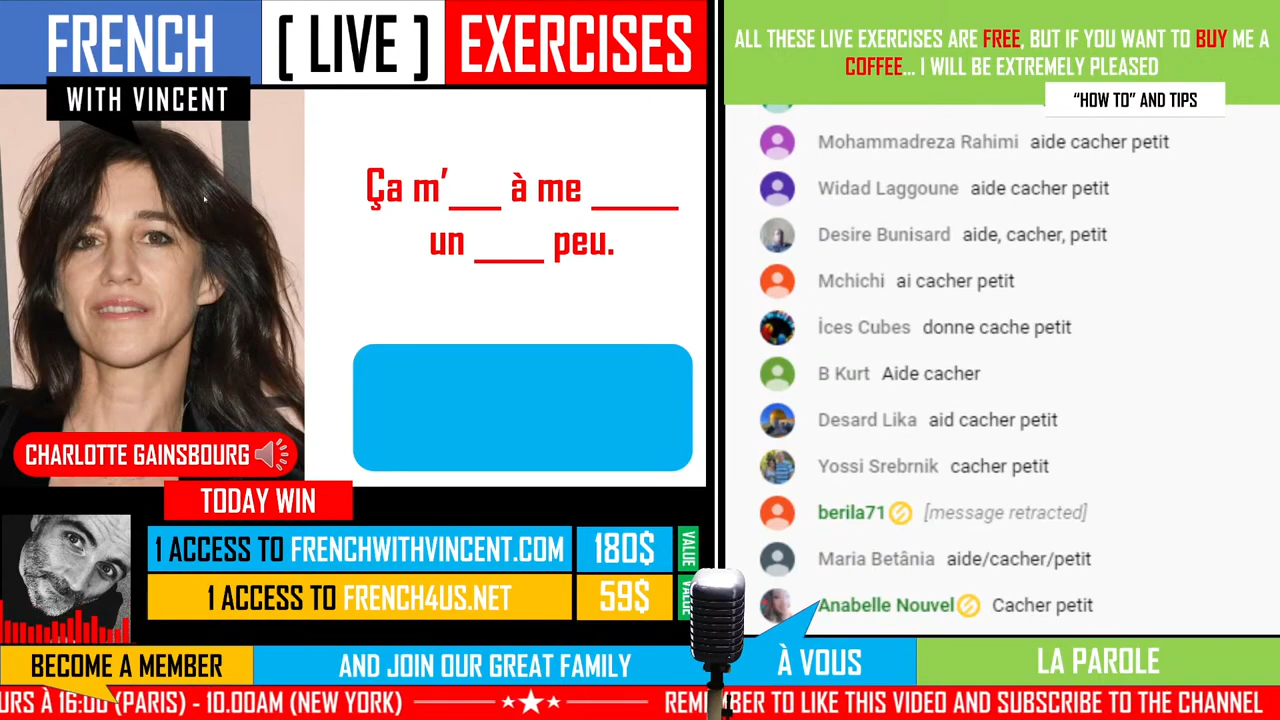 FRENCH [ LIVE ] EXERCISES
WITH VINCENT
Ça m'___ à me _____
un ____ peu.
CHARLOTTE GAINSBOURG
TODAY WIN
1 ACCESS TO FRENCHWITHVINCENT.COM 180$ VALUE
1 ACCESS TO FRENCH4US.NET 59$ VALUE
ALL THESE LIVE EXERCISES ARE FREE, BUT IF YOU WANT TO BUY ME A
COFFEE... I WILL BE EXTREMELY PLEASED
“HOW TO” AND TIPS
Mohammadreza Rahimi aide cacher petit
Widad Laggoune aide cacher petit
Desire Bunisard aide, cacher, petit
Mchichi ai cacher petit
İces Cubes donne cache petit
B Kurt Aide cacher
Desard Lika aid cacher petit
Yossi Srebrnik cacher petit
berila71 [message retracted]
Maria Betânia aide/cacher/petit
Anabelle Nouvel Cacher petit
BECOME A MEMBER AND JOIN OUR GREAT FAMILY À VOUS LA PAROLE
URS À 16:00 (PARIS) - 10.00AM (NEW YORK) REMEMBER TO LIKE THIS VIDEO AND SUBSCRIBE TO THE CHANNEL